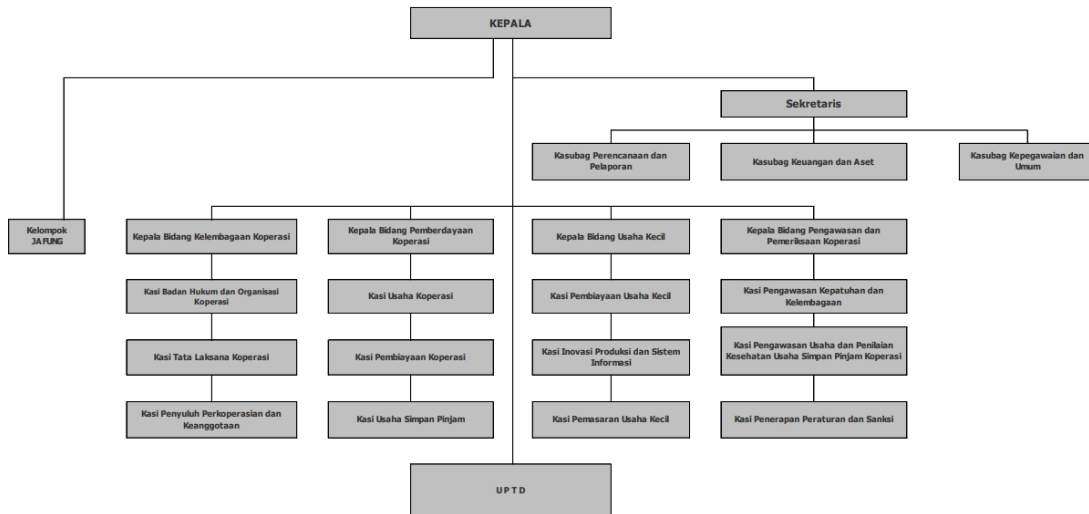 KEPALA
Sekretaris
Kasubag Perencanaan dan
Pelaporan
Kasubag Keuangan dan Aset
Kasubag Kepegawaian dan
Umum
Kelompok
JAFUNG
Kepala Bidang Kelembagaan Koperasi
Kepala Bidang Pemberdayaan
Koperasi
Kepala Bidang Usaha Kecil
Kepala Bidang Pengawasan dan
Pemeriksaan Koperasi
Kasi Badan Hukum dan Organisasi
Koperasi
Kasi Usaha Koperasi
Kasi Pembiayaan Usaha Kecil
Kasi Pengawasan Kepatuhan dan
Kelembagaan
Kasi Tata Laksana Koperasi
Kasi Pembiayaan Koperasi
Kasi Inovasi Produksi dan Sistem
Informasi
Kasi Pengawasan Usaha dan Penilaian
Kesehatan Usaha Simpan Pinjam Koperasi
Kasi Penyuluh Perkoperasian dan
Keanggotaan
Kasi Usaha Simpan Pinjam
Kasi Pemasaran Usaha Kecil
Kasi Penerapan Peraturan dan Sanksi
UPTD